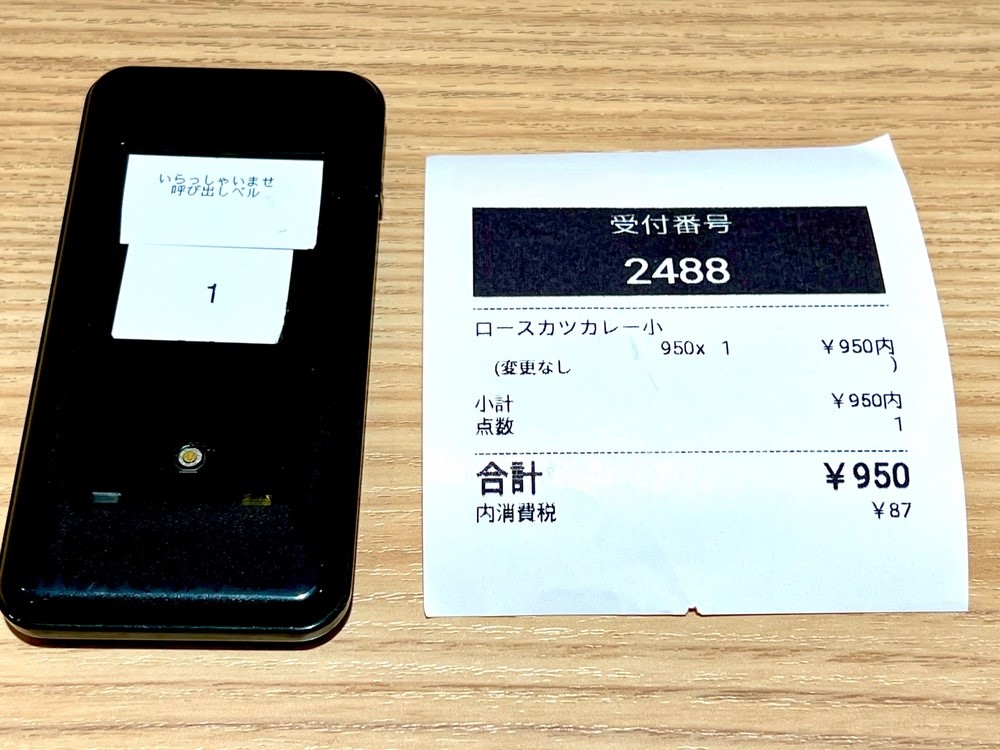 いらっしゃいませ
呼び出しベル
1
受付番号
2488
ロースカツカレー小
950x 1 ¥950内
(変更なし )
小計 ¥950内
点数 1
合計 ¥950
内消費税 ¥87